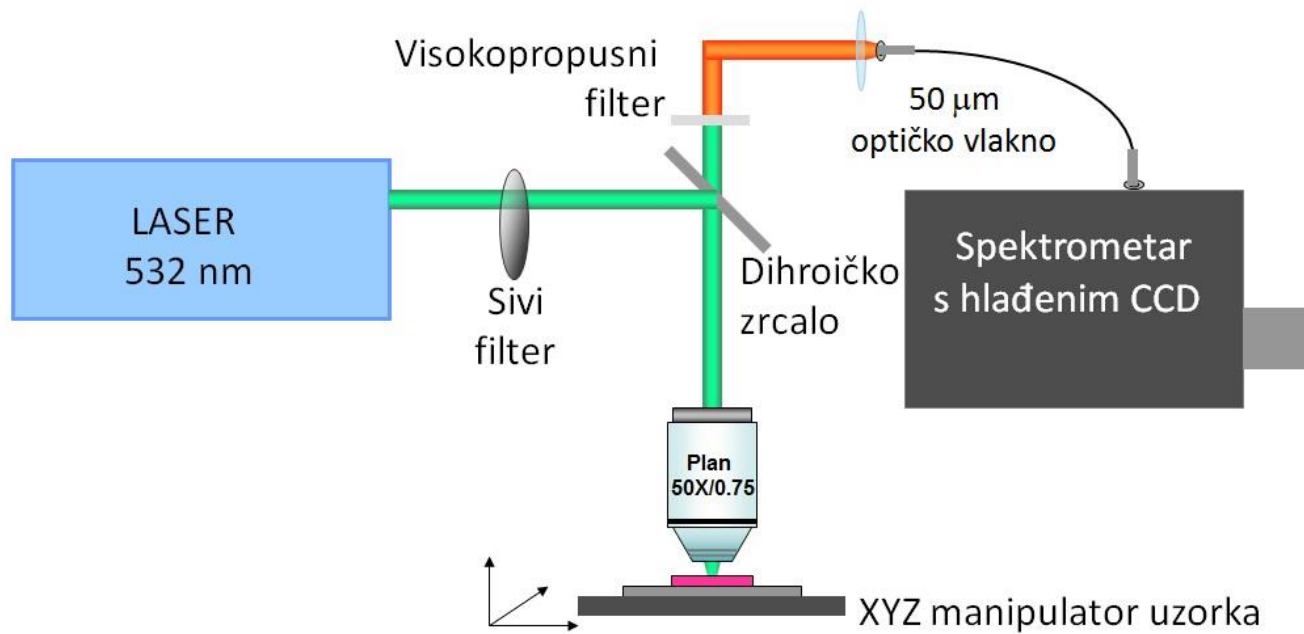 Visokopropusni
filter
50 μm
optičko vlakno
LASER
532 nm
Sivi
filter
Dihroičko
zrcalo
Spektrometar
s hlađenim CCD
Plan
50X/0.75
XYZ manipulator uzorka